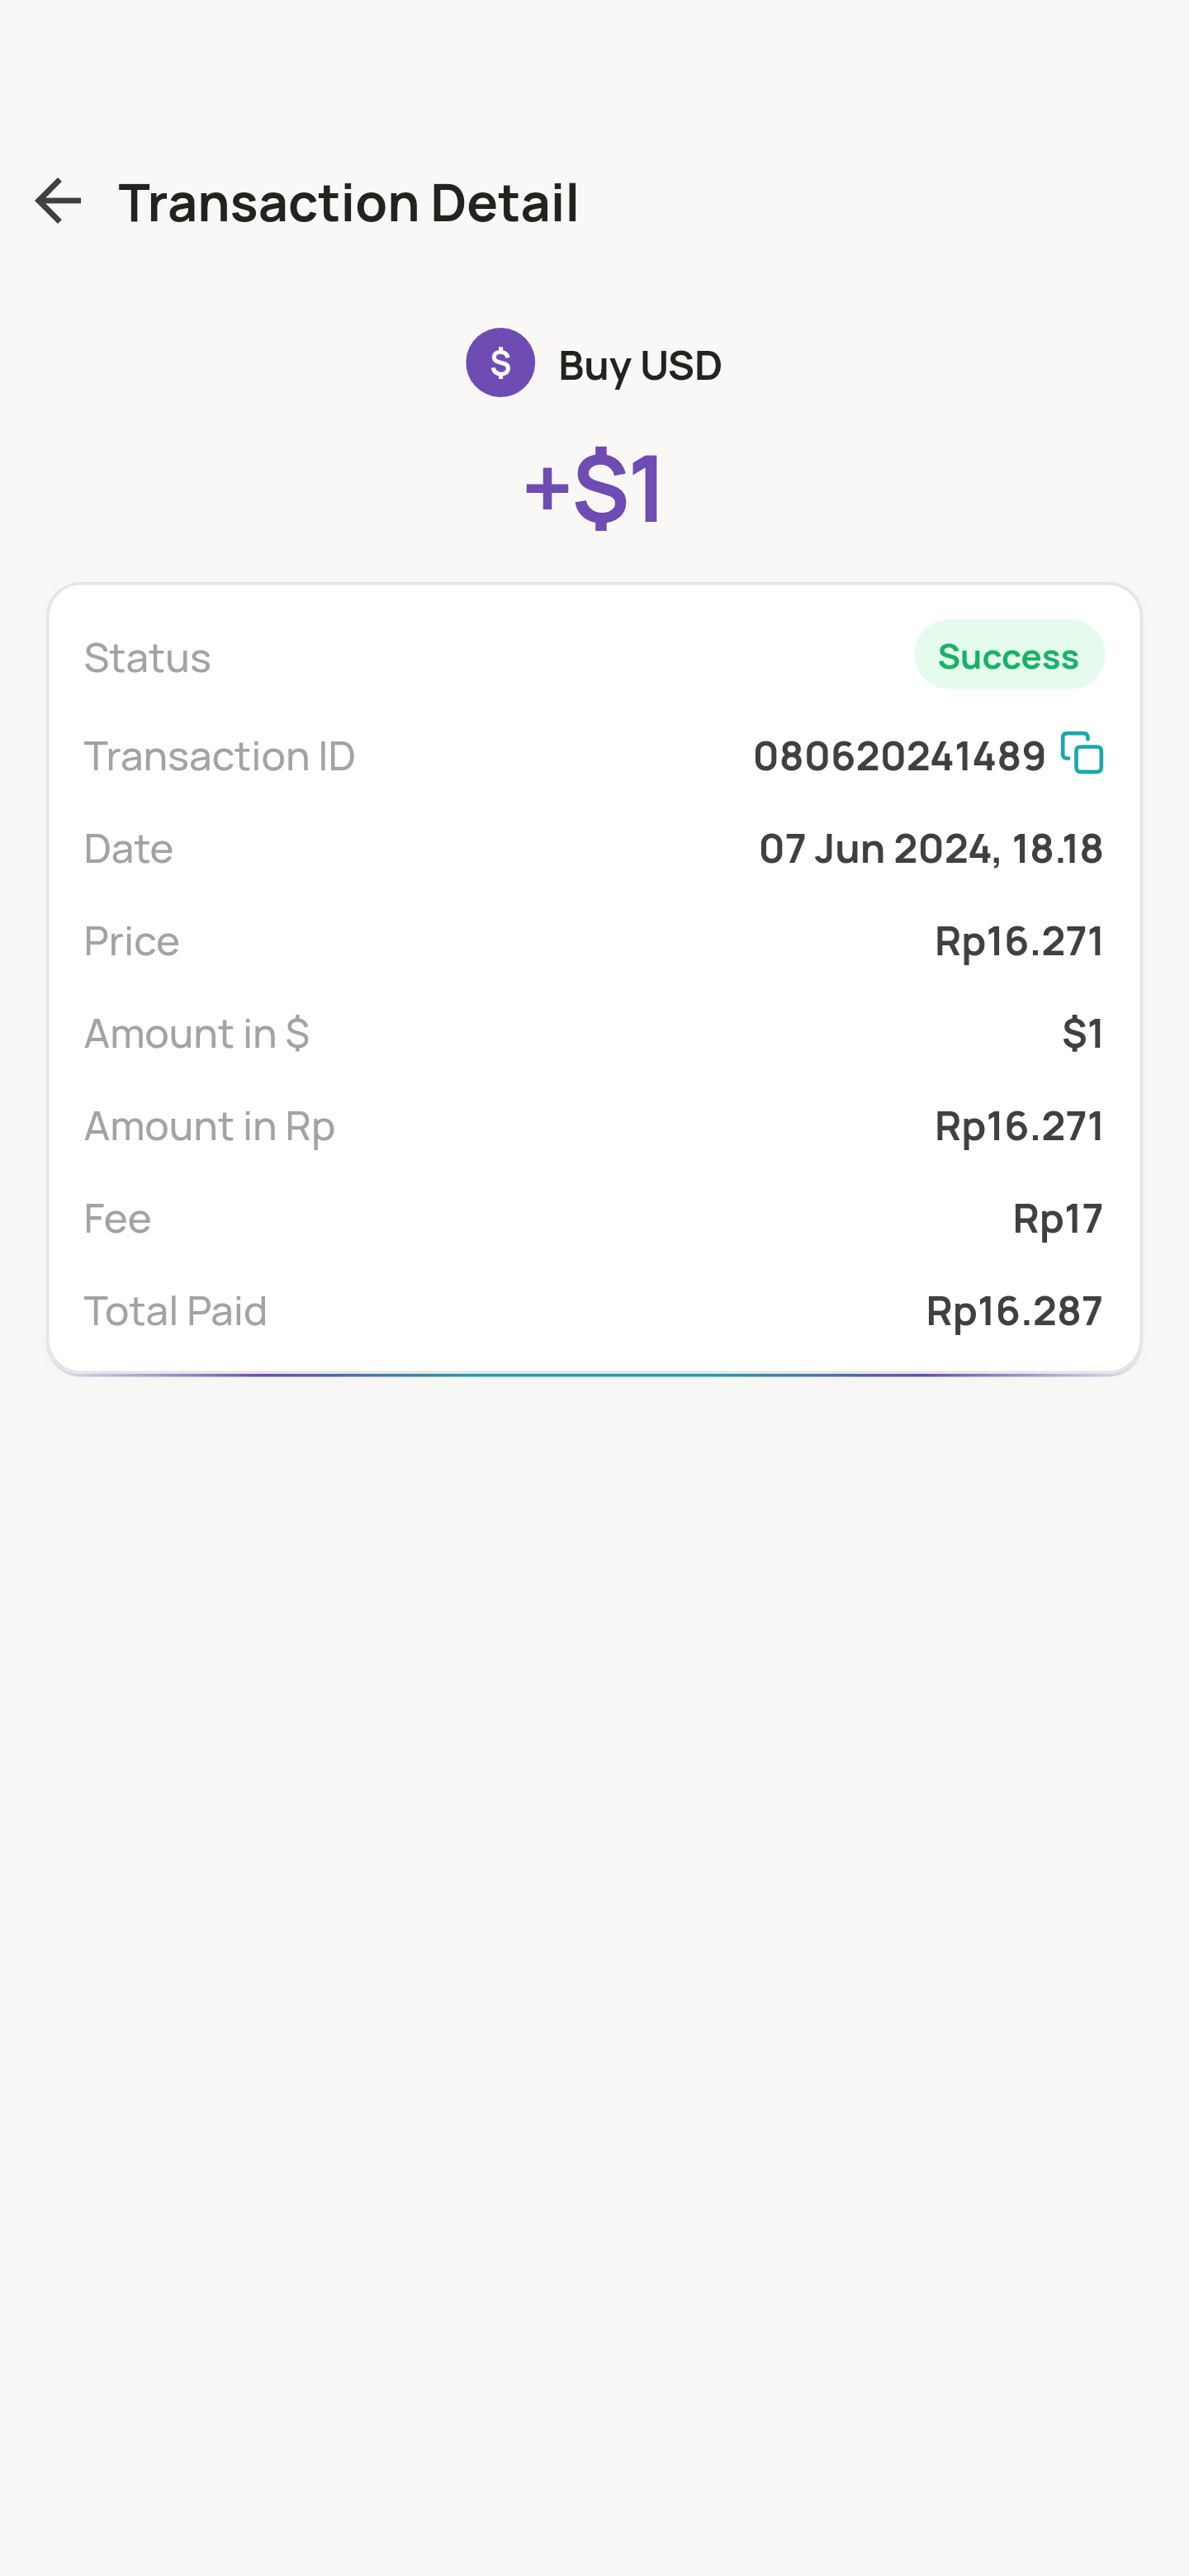 Transaction Detail
$ Buy USD
+$1
Status Success
Transaction ID 080620241489
Date 07 Jun 2024, 18.18
Price Rp16.271
Amount in $ $1
Amount in Rp Rp16.271
Fee Rp17
Total Paid Rp16.287